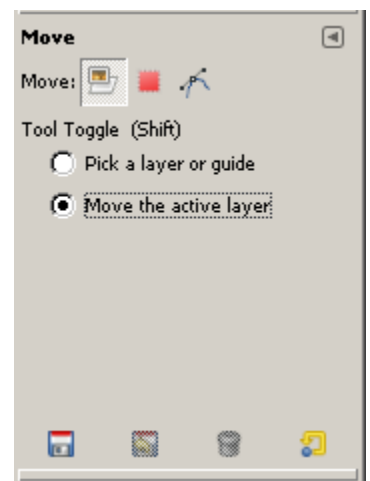 Move
Move:
Tool Toggle  (Shift)
Pick a layer or guide
Move the active layer